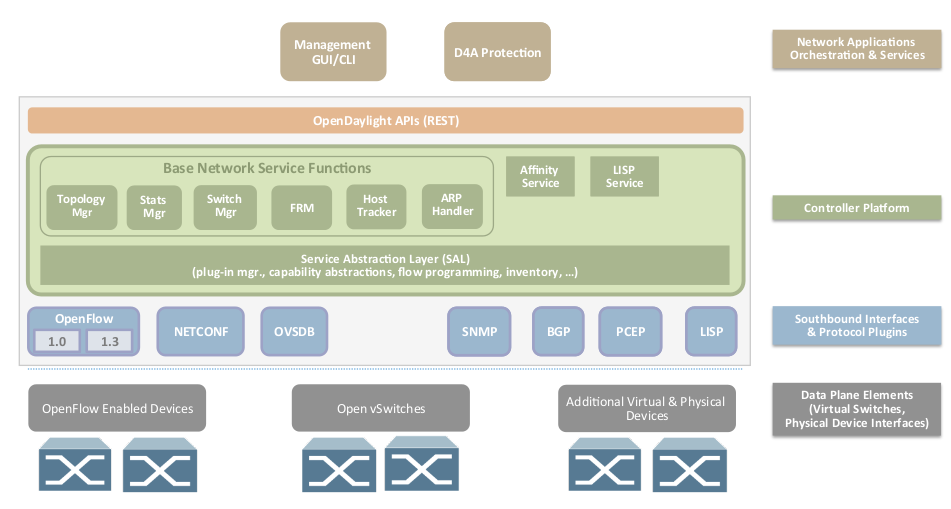 Management
GUI/CLI
D4A Protection
Network Applications
Orchestration & Services
OpenDaylight APIs (REST)
Base Network Service Functions
Topology
Mgr
Stats
Mgr
Switch
Mgr
FRM
Host
Tracker
ARP
Handler
Affinity
Service
LISP
Service
Controller Platform
Service Abstraction Layer (SAL)
(plug-in mgr., capability abstractions, flow programming, inventory, …)
OpenFlow
1.0
1.3
NETCONF
OVSDB
SNMP
BGP
PCEP
LISP
Southbound Interfaces
& Protocol Plugins
OpenFlow Enabled Devices
Open vSwitches
Additional Virtual & Physical
Devices
Data Plane Elements
(Virtual Switches,
Physical Device Interfaces)